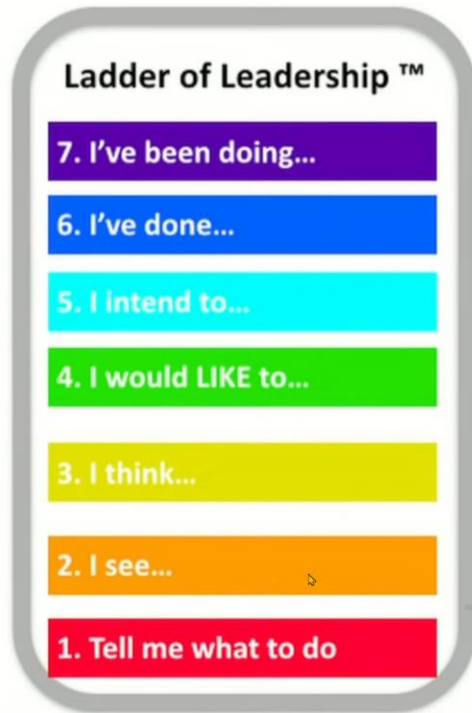 Ladder of Leadership ™
7. I’ve been doing...
6. I’ve done...
5. I intend to...
4. I would LIKE to...
3. I think...
2. I see...
1. Tell me what to do